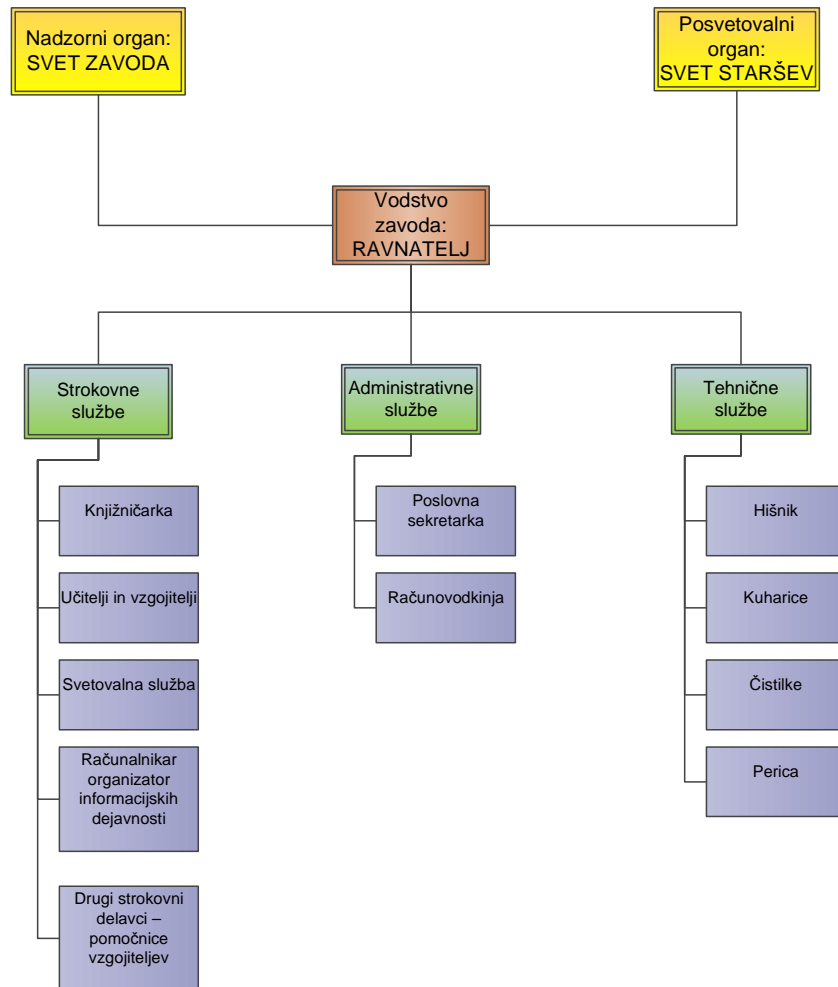 Nadzorni organ:
SVET ZAVODA
Posvetovalni
organ:
SVET STARŠEV
Vodstvo
zavoda:
RAVNATELJ
Strokovne
službe
Administrativne
službe
Tehnične
službe
Knjižničarka
Učitelji in vzgojitelji
Svetovalna služba
Računalnikar
organizator
informacijskih
dejavnosti
Drugi strokovni
delavci –
pomočnice
vzgojiteljev
Poslovna
sekretarka
Računovodkinja
Hišnik
Kuharice
Čistilke
Perica